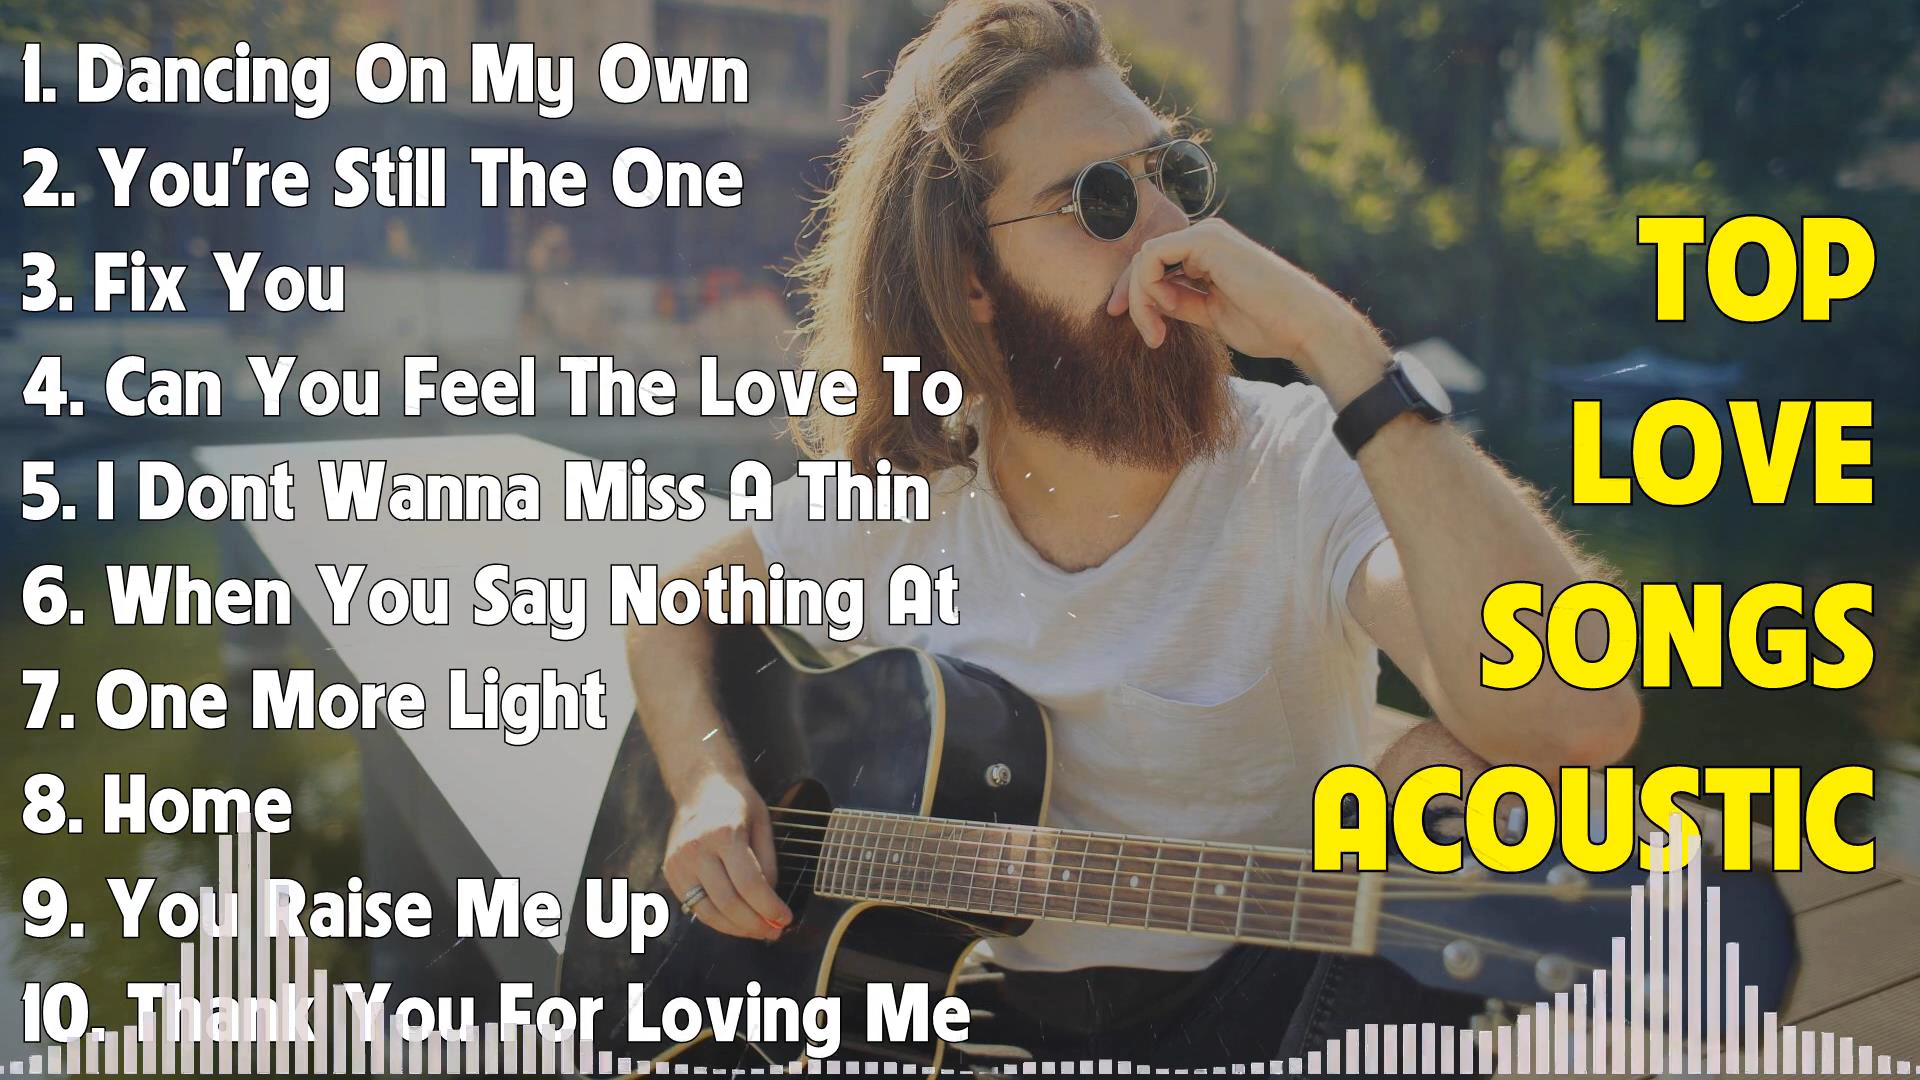 1. Dancing On My Own
2. You're Still The One
3. Fix You
4. Can You Feel The Love To
5. I Dont Wanna Miss A Thin
6. When You Say Nothing At
7. One More Light
8. Home
9. You Raise Me Up
10. Thank You For Loving Me
TOP
LOVE
SONGS
ACOUSTIC